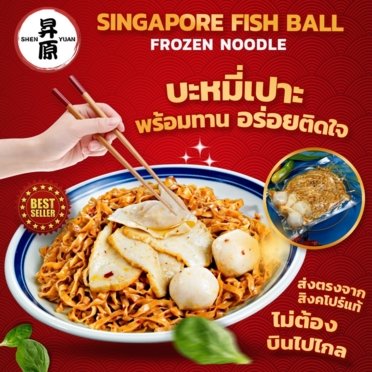 昇原
SHEN YUAN
SINGAPORE FISH BALL
FROZEN NOODLE
บะหมี่เปาะ
พร้อมทาน อร่อยติดใจ
BEST
SELLER
ส่งตรงจาก
สิงคโปร์แท้
ไม่ต้อง
บินไปไกล